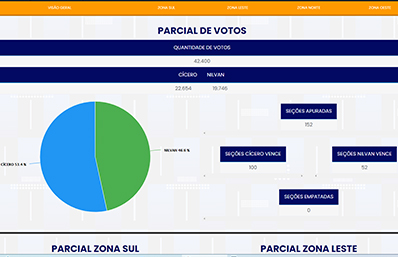 VISÃO GERAL ZONA SUL ZONA LESTE ZONA NORTE ZONA OESTE
PARCIAL DE VOTOS
QUANTIDADE DE VOTOS
42.400
CÍCERO NILVAN
22.654 19.746
SEÇÕES APURADAS
152
NILVAN 46.6 %
CÍCERO 53.4 %
SEÇÕES CÍCERO VENCE SEÇÕES NILVAN VENCE
100 52
SEÇÕES EMPATADAS
0
PARCIAL ZONA SUL PARCIAL ZONA LESTE